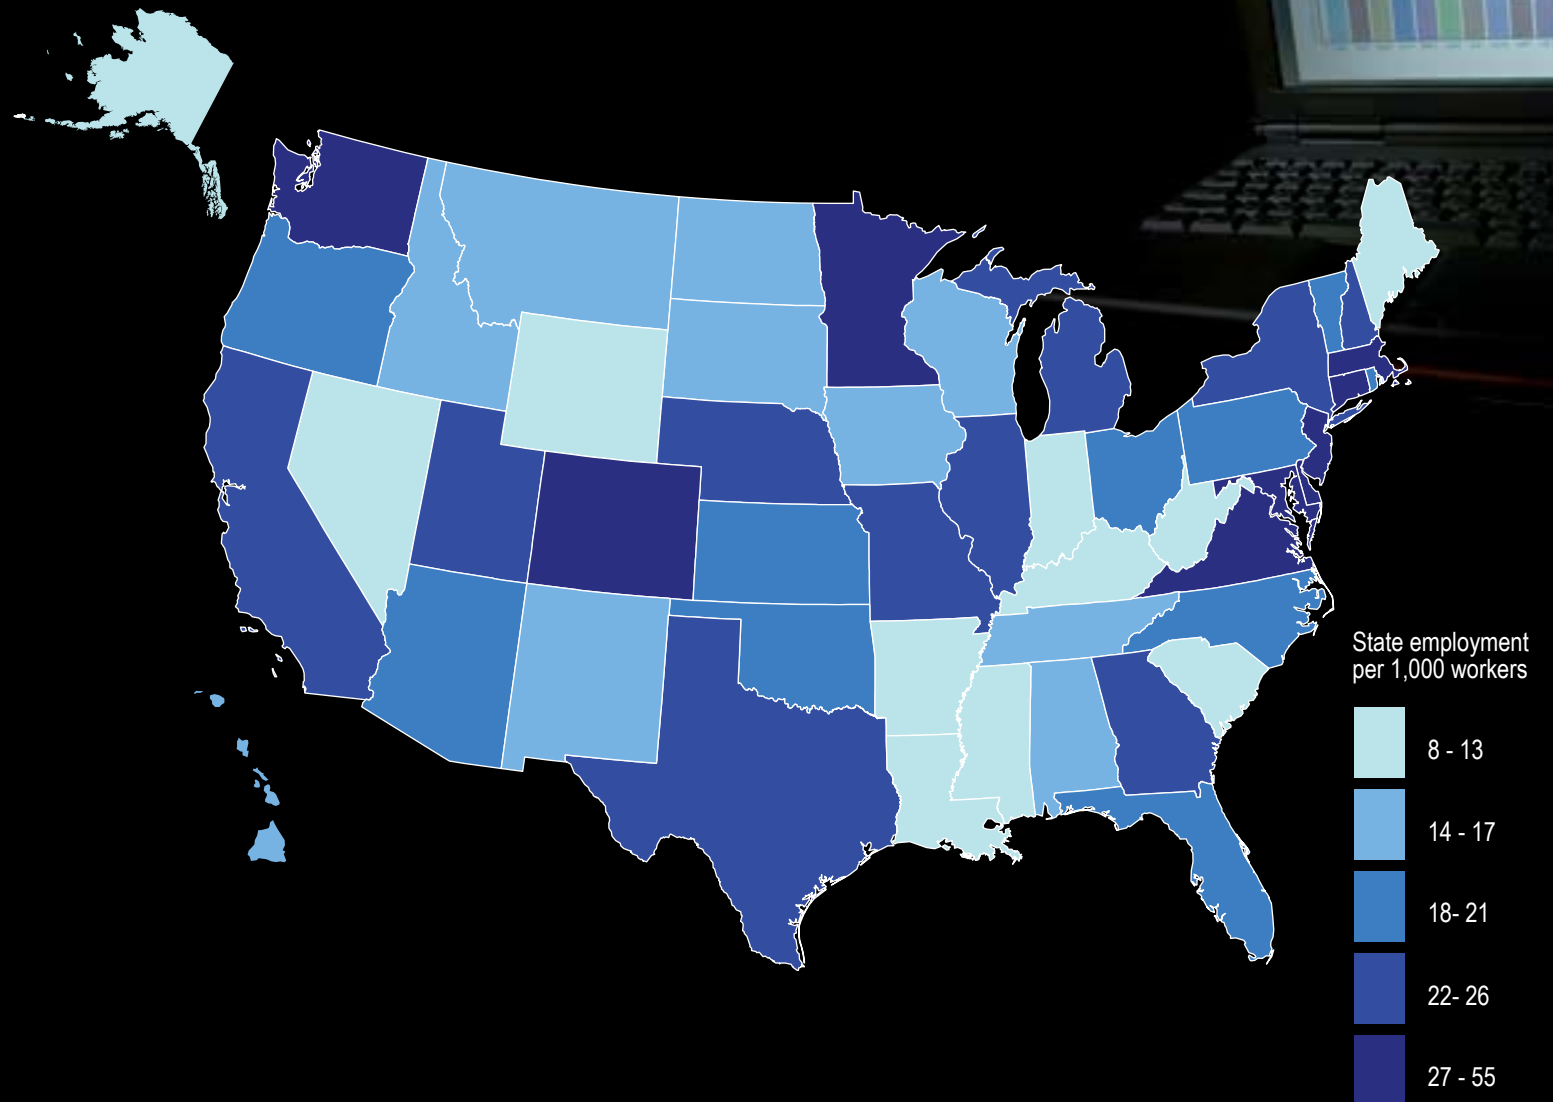 State employment
per 1,000 workers
8 - 13
14 - 17
18- 21
22- 26
27 - 55